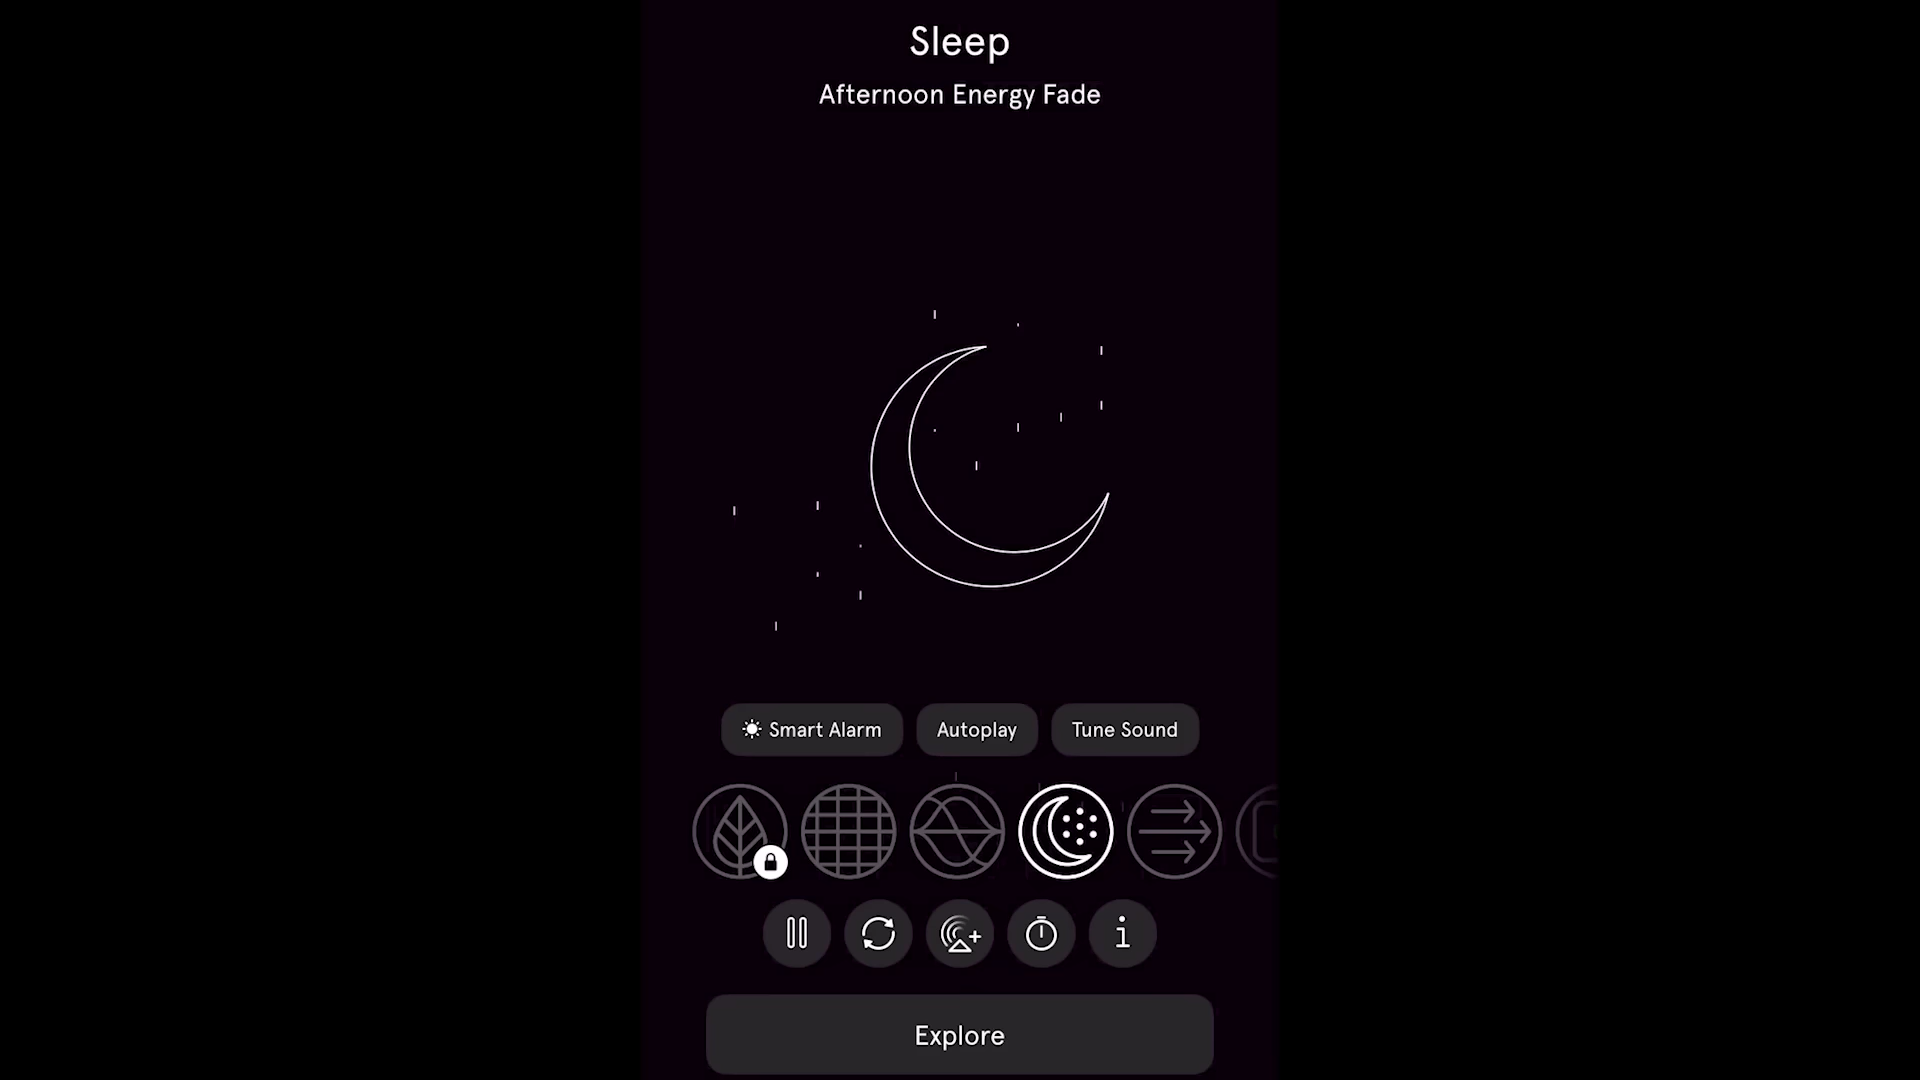 Sleep
Afternoon Energy Fade
Smart Alarm
Autoplay
Tune Sound
Explore